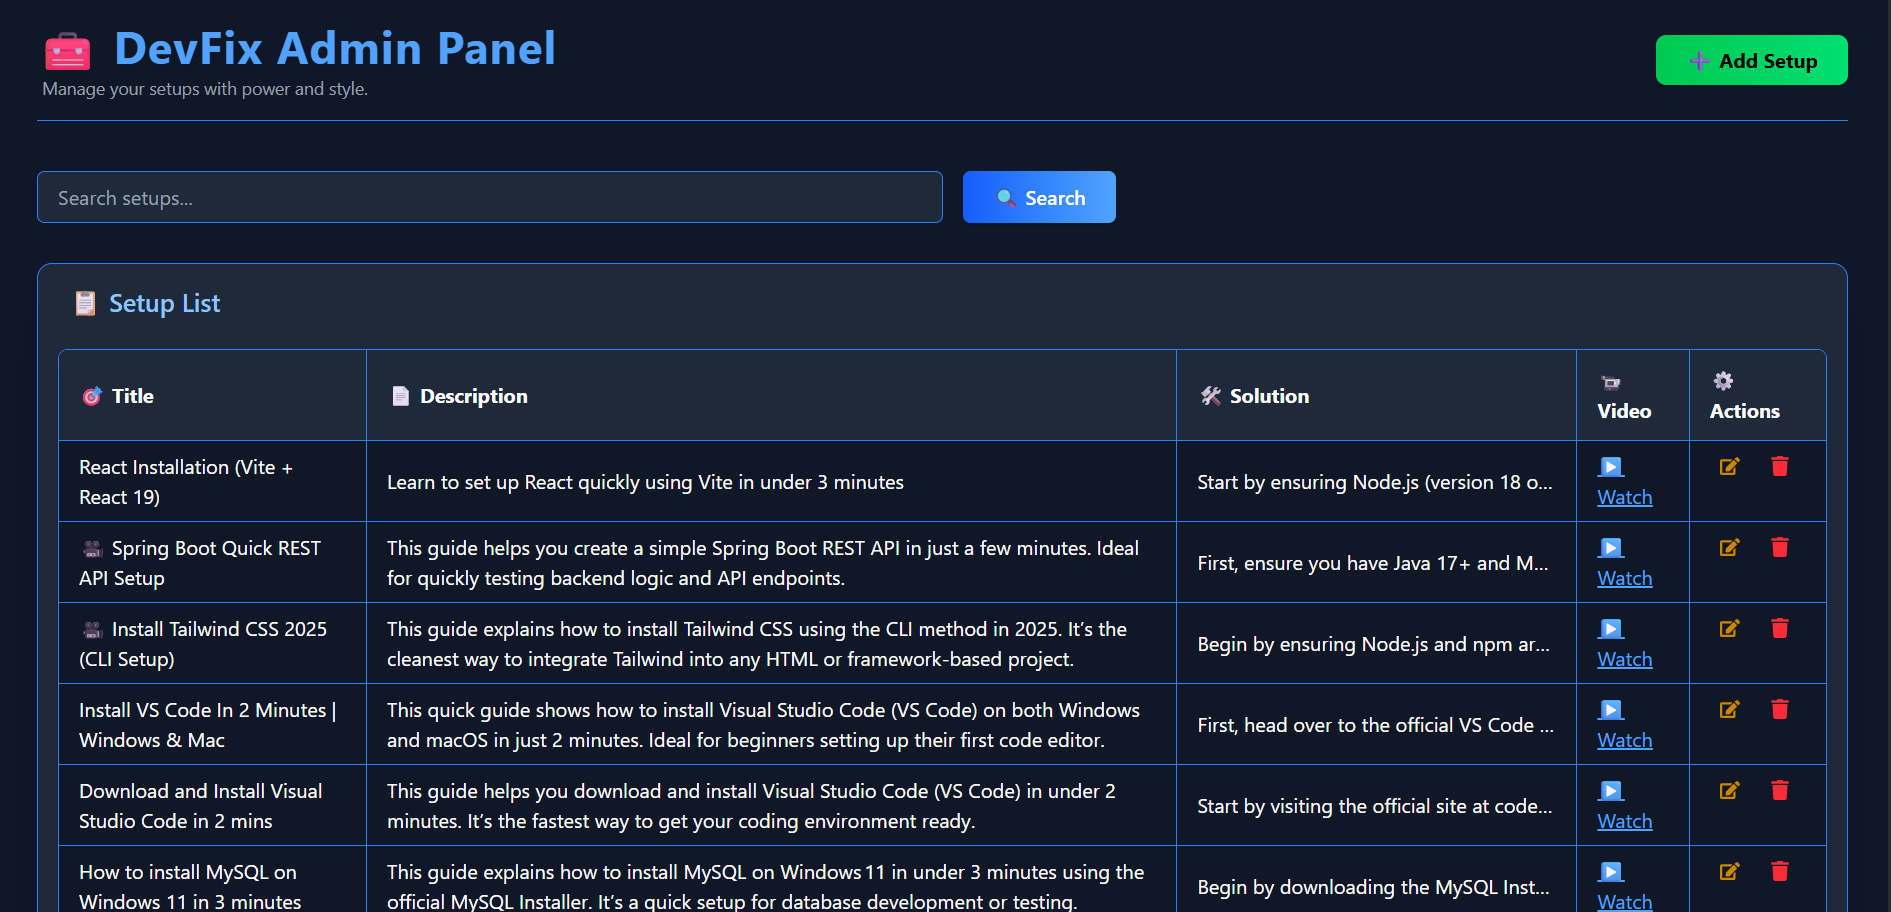 DevFix Admin Panel
Manage your setups with power and style.
Add Setup
Search setups...
Search
Setup List
Title
Description
Solution
Video
Actions
React Installation (Vite +
React 19)
Learn to set up React quickly using Vite in under 3 minutes
Start by ensuring Node.js (version 18 o...
Watch
Spring Boot Quick REST
API Setup
This guide helps you create a simple Spring Boot REST API in just a few minutes. Ideal
for quickly testing backend logic and API endpoints.
First, ensure you have Java 17+ and M...
Watch
Install Tailwind CSS 2025
(CLI Setup)
This guide explains how to install Tailwind CSS using the CLI method in 2025. It’s the
cleanest way to integrate Tailwind into any HTML or framework-based project.
Begin by ensuring Node.js and npm ar...
Watch
Install VS Code In 2 Minutes |
Windows & Mac
This quick guide shows how to install Visual Studio Code (VS Code) on both Windows
and macOS in just 2 minutes. Ideal for beginners setting up their first code editor.
First, head over to the official VS Code ...
Watch
Download and Install Visual
Studio Code in 2 mins
This guide helps you download and install Visual Studio Code (VS Code) in under 2
minutes. It’s the fastest way to get your coding environment ready.
Start by visiting the official site at code...
Watch
How to install MySQL on
Windows 11 in 3 minutes
This guide explains how to install MySQL on Windows 11 in under 3 minutes using the
official MySQL Installer. It’s a quick setup for database development or testing.
Begin by downloading the MySQL Inst...
Watch